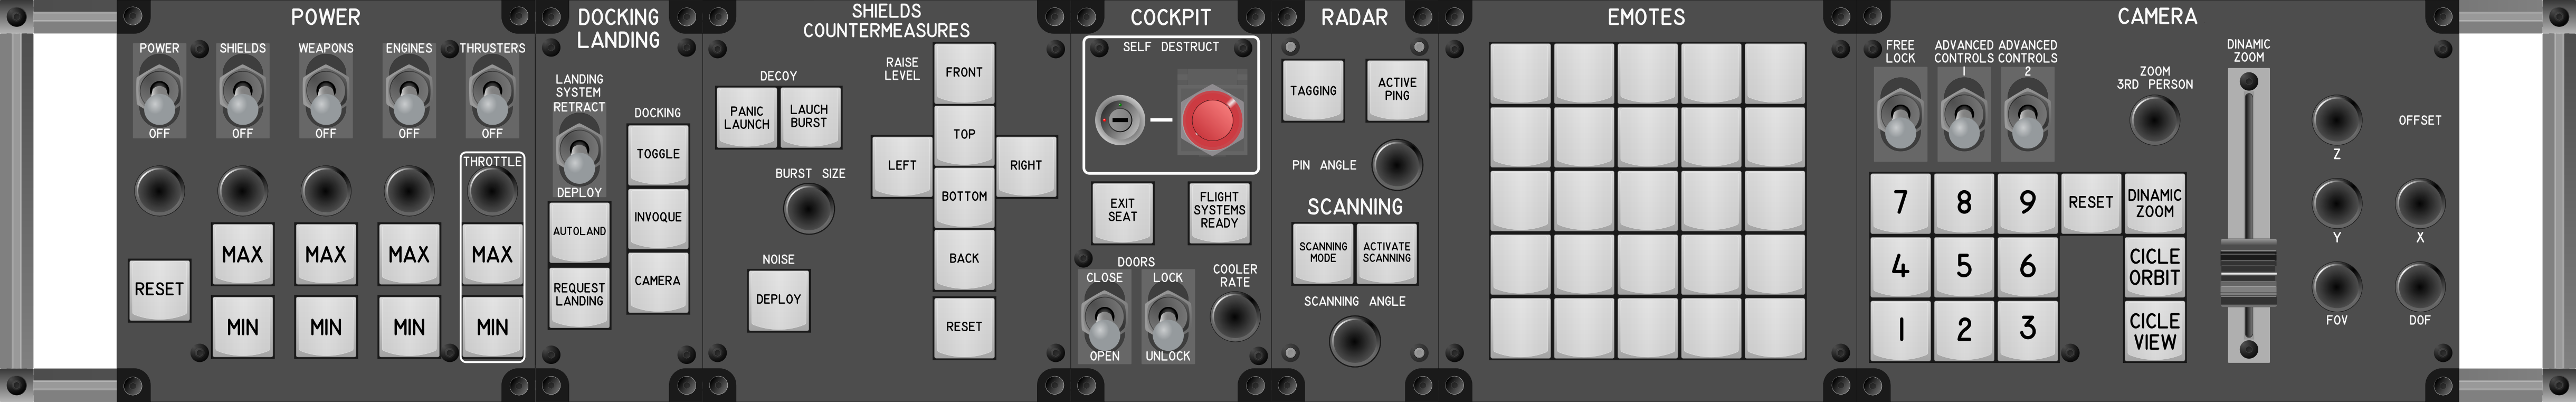 POWER
POWER
SHIELDS
WEAPONS
ENGINES
THRUSTERS
OFF
OFF
OFF
OFF
OFF
THROTTLE
MAX
MAX
MAX
MAX
RESET
MIN
MIN
MIN
MIN
DOCKING
LANDING
LANDING
SYSTEM
RETRACT
DEPLOY
AUTOLAND
REQUEST
LANDING
DOCKING
TOGGLE
INVOQUE
CAMERA
SHIELDS
COUNTERMEASURES
DECOY
PANIC
LAUNCH
LAUCH
BURST
BURST SIZE
NOISE
DEPLOY
RAISE
LEVEL
FRONT
TOP
LEFT
RIGHT
BOTTOM
BACK
RESET
COCKPIT
SELF DESTRUCT
EXIT
SEAT
FLIGHT
SYSTEMS
READY
DOORS
CLOSE
LOCK
OPEN
UNLOCK
COOLER
RATE
RADAR
TAGGING
ACTIVE
PING
PIN ANGLE
SCANNING
SCANNING
MODE
ACTIVATE
SCANNING
SCANNING ANGLE
EMOTES
CAMERA
FREE
LOCK
ADVANCED
CONTROLS
1
ADVANCED
CONTROLS
2
ZOOM
3RD PERSON
DINAMIC
ZOOM
7
8
9
RESET
DINAMIC
ZOOM
4
5
6
CICLE
ORBIT
1
2
3
CICLE
VIEW
OFFSET
Z
Y
X
FOV
DOF